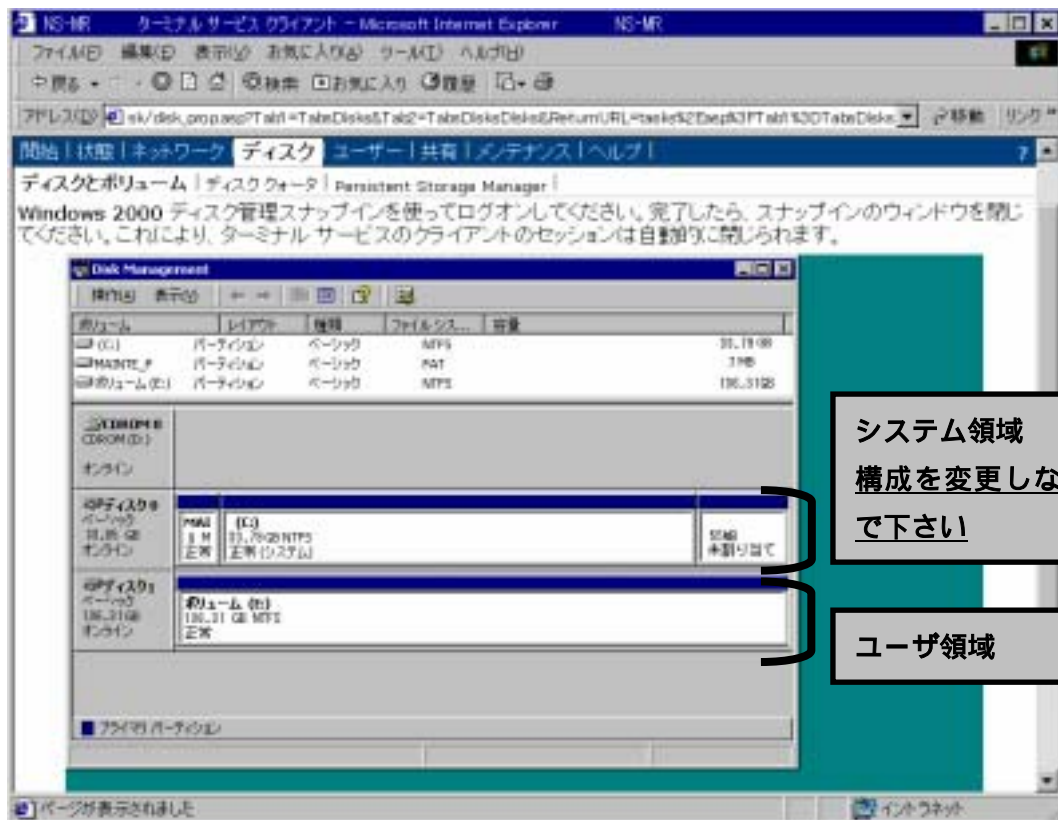 NS-MR ターミナル サービス クライアント - Microsoft Internet Explorer NS-MR
ファイル(F) 編集(E) 表示(V) お気に入り(A) ツール(T) ヘルプ(H)
戻る 検索 お気に入り 履歴
アドレス(D) sk/disk_prop.asp?Tab1=TabsDisks&Tab2=TabsDisksDisks&ReturnURL=tasks%2Easp%3FTab1%3DTabsDisks 移動 リンク
開始 | 状態 | ネットワーク | ディスク | ユーザー | 共有 | メンテナンス | ヘルプ | ?
ディスクとボリューム | ディスク クォータ | Persistent Storage Manager |
Windows 2000 ディスク管理スナップインを使ってログオンしてください。完了したら、スナップインのウィンドウを閉じ
てください。これにより、ターミナル サービスのクライアントのセッションは自動的に閉じられます。
Disk Management
操作(A) 表示(V)
ボリューム レイアウト 種類 ファイル シス... 容量
(C:) パーティション ベーシック NTFS
MAINTE_P パーティション ベーシック FAT
ボリューム (E:) パーティション ベーシック NTFS
CDROM (D:)
オンライン
ディスク 0
ベーシック
オンライン
(C:)
正常
正常 (システム)
未割り当て
システム領域
構成を変更しな
で下さい
ディスク 1
ベーシック
オンライン
ボリューム (E:)
NTFS
正常
ユーザ領域
プライマリ パーティション
ページが表示されました イントラネット